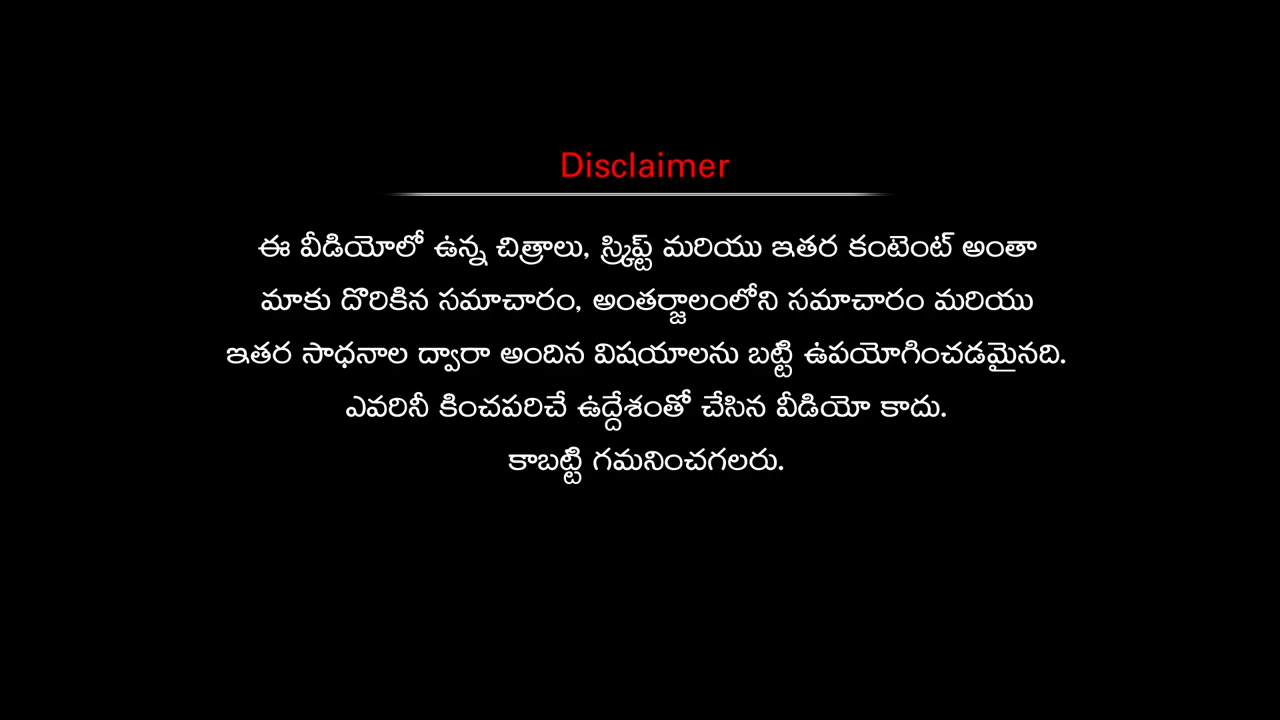 Disclaimer
ఈ వీడియోలో ఉన్న చిత్రాలు, స్క్రిప్ట్ మరియు ఇతర కంటెంట్ అంతా
మాకు దొరికిన సమాచారం, అంతర్జాలంలోని సమాచారం మరియు
ఇతర సాధనాల ద్వారా అందిన విషయాలను బట్టి ఉపయోగించడమైనది.
ఎవరినీ కించపరిచే ఉద్దేశంతో చేసిన వీడియో కాదు.
కాబట్టి గమనించగలరు.